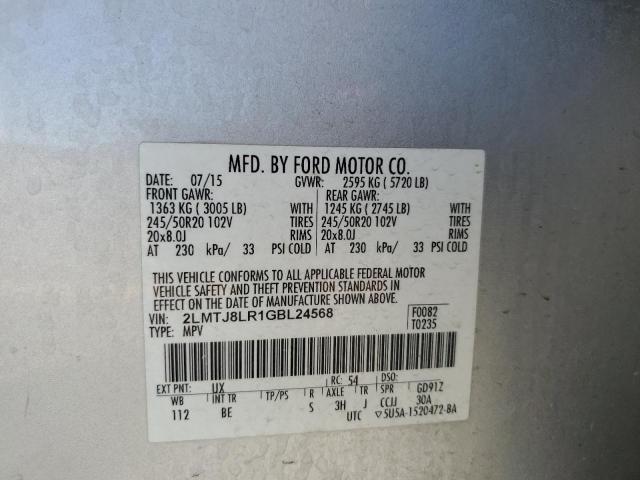 MFD. BY FORD MOTOR CO.
DATE: 07/15 GVWR: 2595 KG ( 5720 LB)
FRONT GAWR: REAR GAWR:
1363 KG ( 3005 LB) WITH 1245 KG ( 2745 LB) WITH
245/50R20 102V TIRES 245/50R20 102V TIRES
20x8.0J RIMS 20x8.0J RIMS
AT 230 kPa/ 33 PSI COLD AT 230 kPa/ 33 PSI COLD
THIS VEHICLE CONFORMS TO ALL APPLICABLE FEDERAL MOTOR
VEHICLE SAFETY AND THEFT PREVENTION STANDARDS IN
EFFECT ON THE DATE OF MANUFACTURE SHOWN ABOVE.
VIN: 2LMTJ8LR1GBL24568 F0082
TYPE: MPV T0235
EXT PNT: UX RC: 54 DSO:
WB INT TR TP/PS R AXLE TR SPR GD91Z
112 BE S 3H J CCJJ 30A
UTC 5U5A-1520472-BA